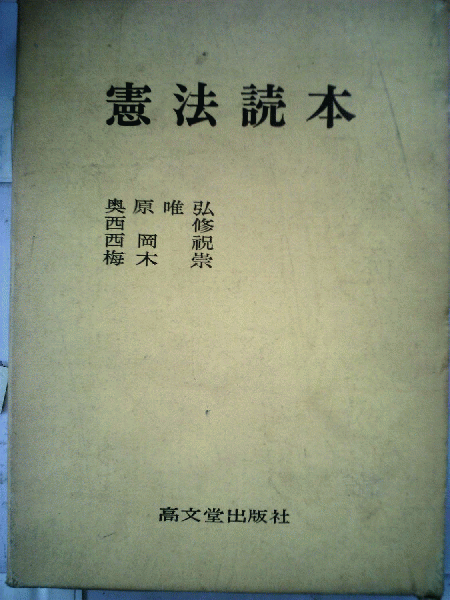 憲法読本
奥原唯弘
西修
西岡祝
梅木崇
高文堂出版社